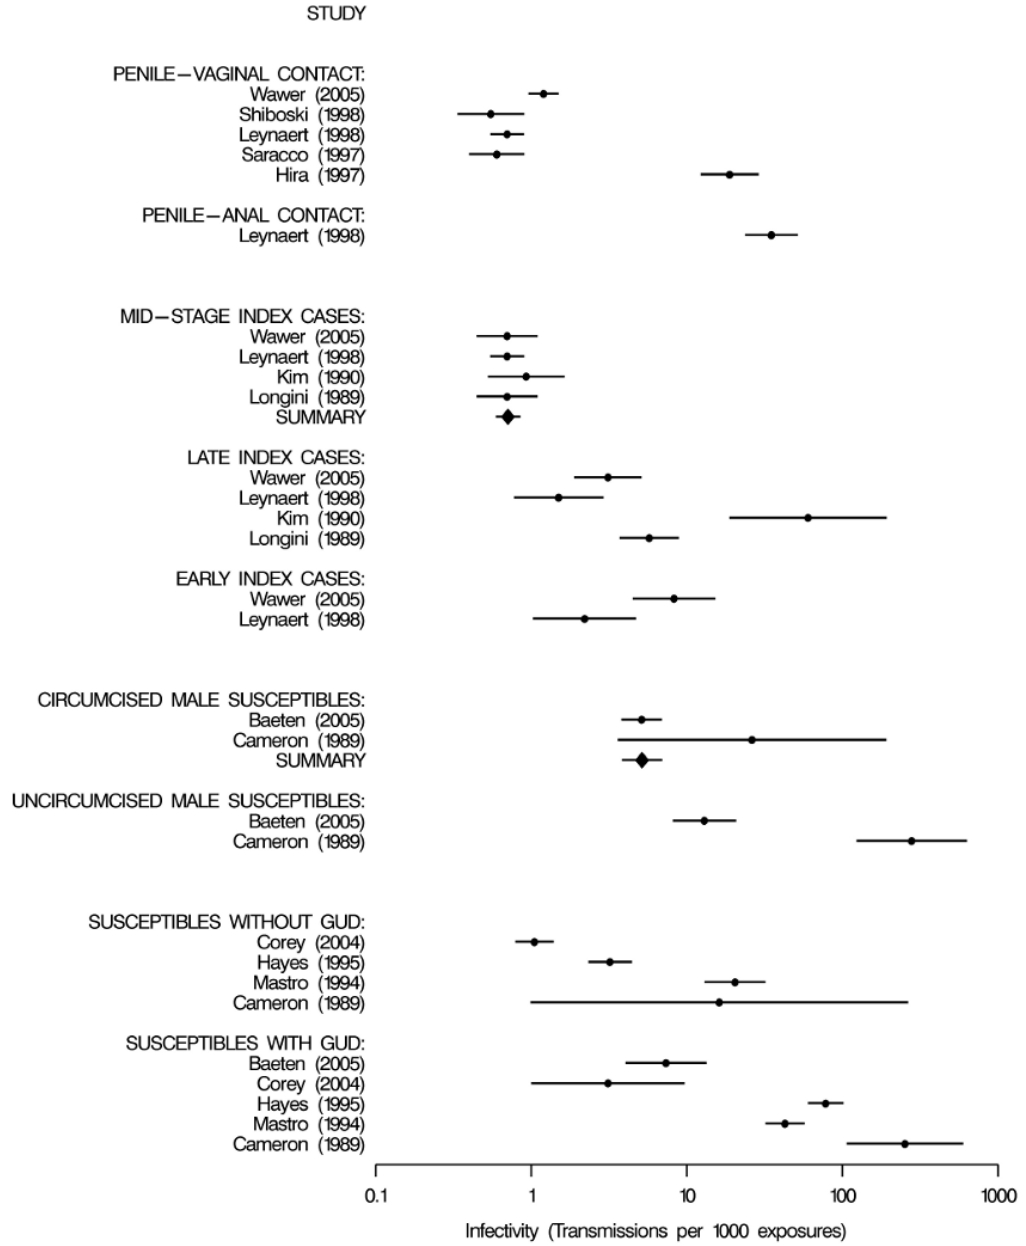 STUDY
PENILE−VAGINAL CONTACT:
Wawer (2005)
Shiboski (1998)
Leynaert (1998)
Saracco (1997)
Hira (1997)
PENILE−ANAL CONTACT:
Leynaert (1998)
MID−STAGE INDEX CASES:
Wawer (2005)
Leynaert (1998)
Kim (1990)
Longini (1989)
SUMMARY
LATE INDEX CASES:
Wawer (2005)
Leynaert (1998)
Kim (1990)
Longini (1989)
EARLY INDEX CASES:
Wawer (2005)
Leynaert (1998)
CIRCUMCISED MALE SUSCEPTIBLES:
Baeten (2005)
Cameron (1989)
SUMMARY
UNCIRCUMCISED MALE SUSCEPTIBLES:
Baeten (2005)
Cameron (1989)
SUSCEPTIBLES WITHOUT GUD:
Corey (2004)
Hayes (1995)
Mastro (1994)
Cameron (1989)
SUSCEPTIBLES WITH GUD:
Baeten (2005)
Corey (2004)
Hayes (1995)
Mastro (1994)
Cameron (1989)
0.1 1 10 100 1000
Infectivity (Transmissions per 1000 exposures)